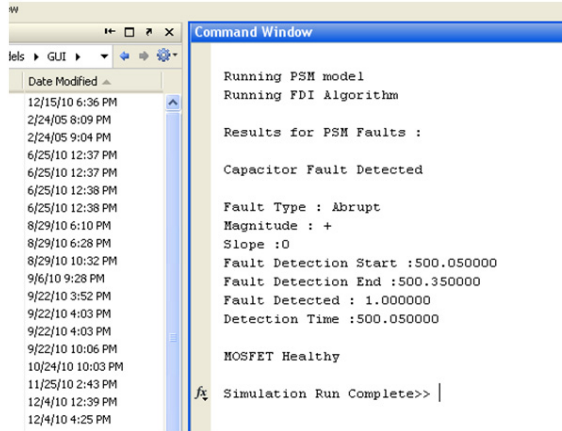 ow
Command Window
dels ▸ GUI ▸
Date Modified
12/15/10 6:36 PM
2/24/05 8:09 PM
2/24/05 9:04 PM
6/25/10 12:37 PM
6/25/10 12:37 PM
6/25/10 12:38 PM
6/25/10 12:38 PM
8/29/10 6:10 PM
8/29/10 6:28 PM
8/29/10 10:32 PM
9/6/10 9:28 PM
9/22/10 3:52 PM
9/22/10 4:03 PM
9/22/10 4:03 PM
9/22/10 10:06 PM
10/24/10 10:03 PM
11/25/10 2:43 PM
12/4/10 12:39 PM
12/4/10 4:25 PM
Running PSM model
Running FDI Algorithm
Results for PSM Faults :
Capacitor Fault Detected
Fault Type : Abrupt
Magnitude : +
Slope :0
Fault Detection Start :500.050000
Fault Detection End :500.350000
Fault Detected : 1.000000
Detection Time :500.050000
MOSFET Healthy
fx Simulation Run Complete>>